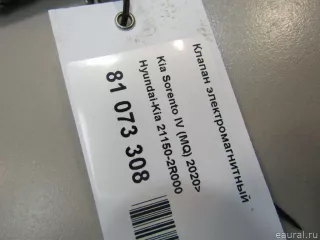 Клапан электромагнитный
Kia Sorento IV (MQ) 2020>
Hyundai-Kia 21150-2R000
81 073 308
eaural.ru